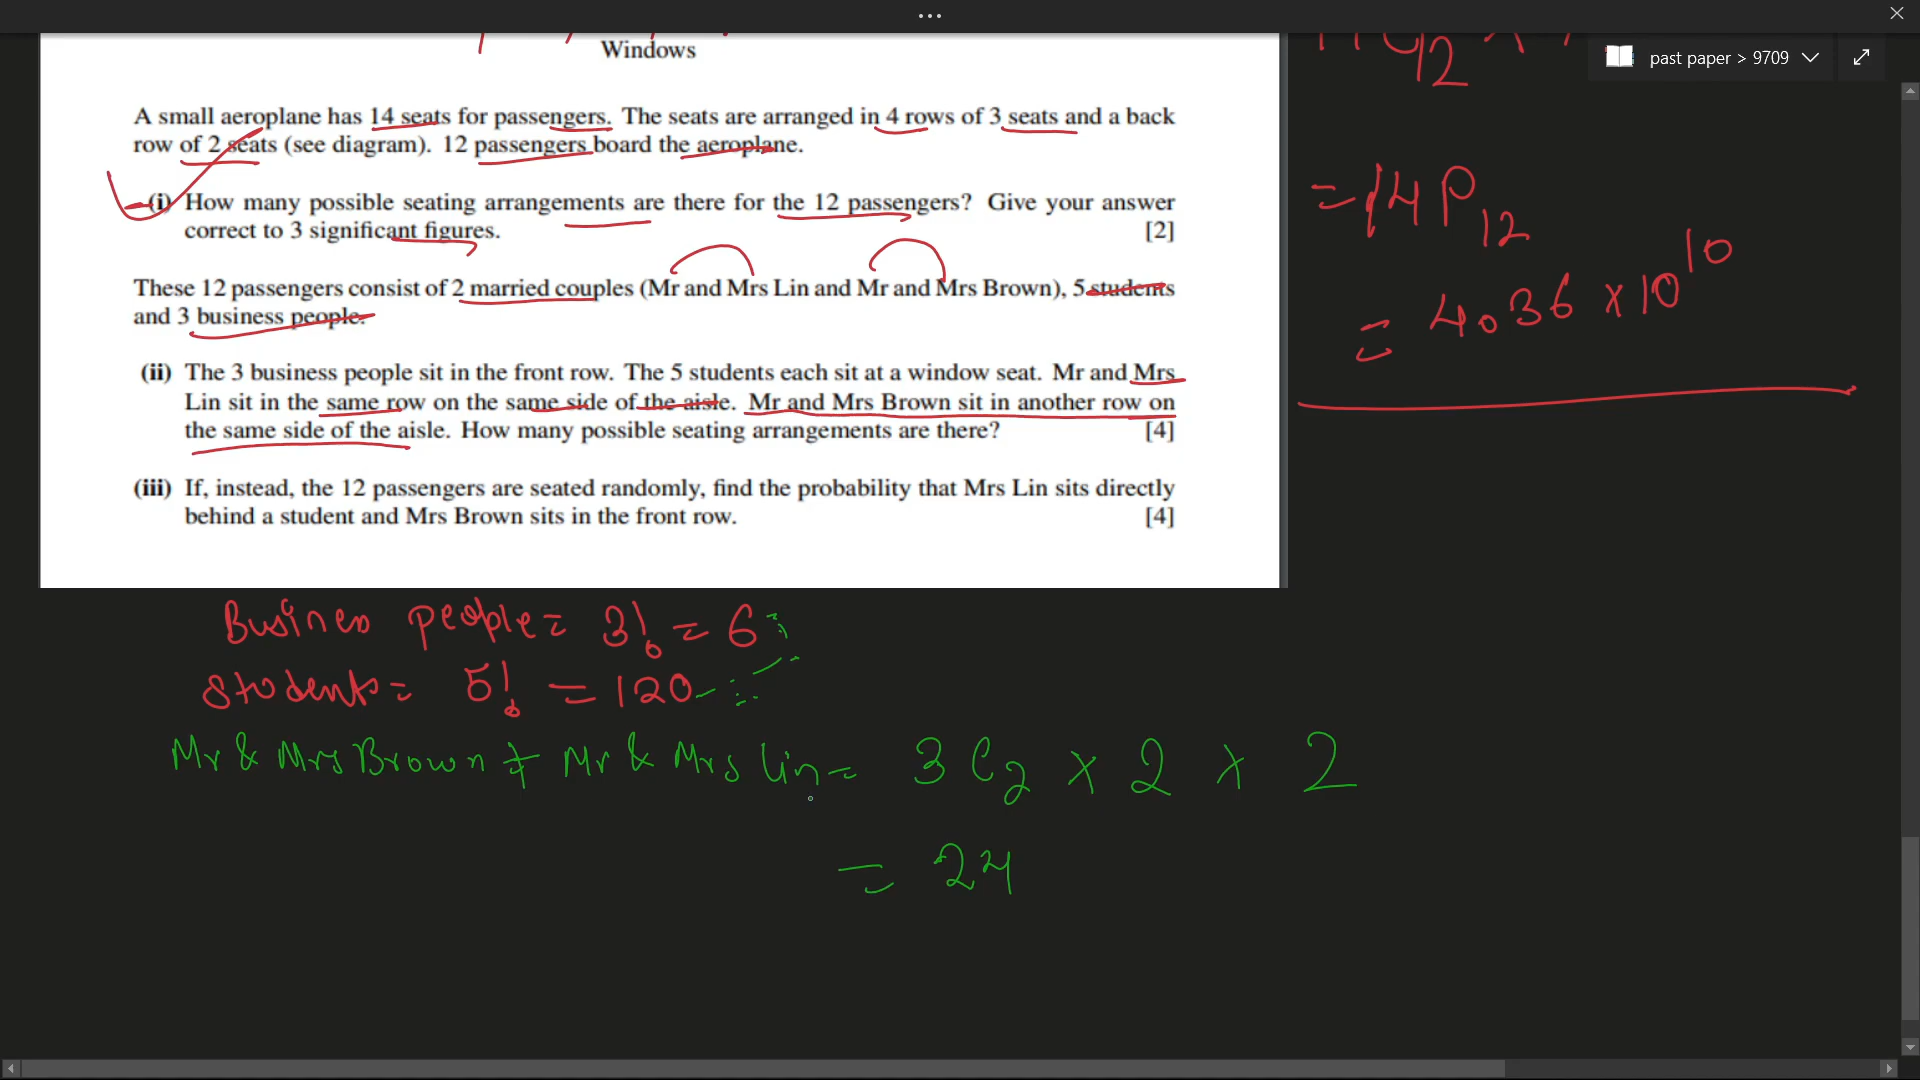 Windows
past paper > 9709
A small aeroplane has 14 seats for passengers. The seats are arranged in 4 rows of 3 seats and a back
row of 2 seats (see diagram). 12 passengers board the aeroplane.
(i) How many possible seating arrangements are there for the 12 passengers? Give your answer
correct to 3 significant figures. [2]
= 14P12
= 4.36 x 10^10
These 12 passengers consist of 2 married couples (Mr and Mrs Lin and Mr and Mrs Brown), 5 students
and 3 business people.
(ii) The 3 business people sit in the front row. The 5 students each sit at a window seat. Mr and Mrs
Lin sit in the same row on the same side of the aisle. Mr and Mrs Brown sit in another row on
the same side of the aisle. How many possible seating arrangements are there? [4]
(iii) If, instead, the 12 passengers are seated randomly, find the probability that Mrs Lin sits directly
behind a student and Mrs Brown sits in the front row. [4]
Business people = 3! = 6
Students = 5! = 120
Mr & Mrs Brown + Mr & Mrs Lin = 3C2 x 2 x 2
= 24